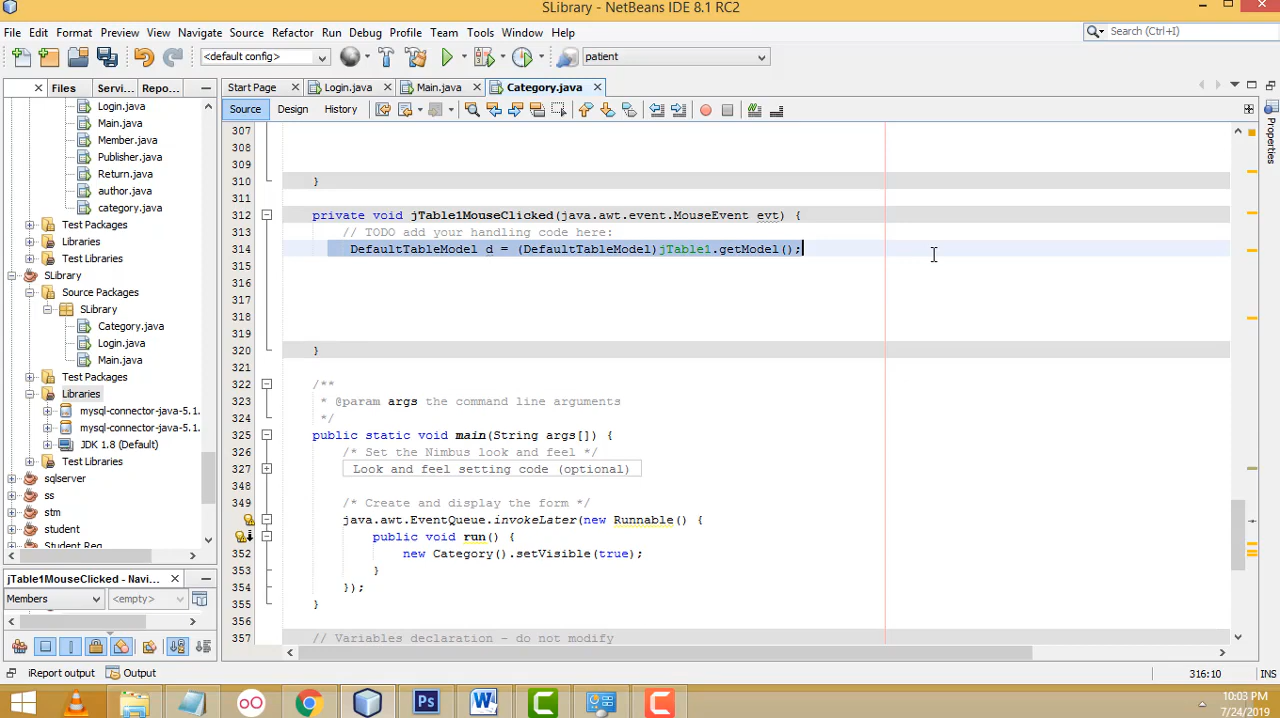 SLibrary - NetBeans IDE 8.1 RC2
File Edit Format Preview View Navigate Source Refactor Run Debug Profile Team Tools Window Help
Search (Ctrl+I)
<default config>
patient
Files Servi... Repo...
Start Page Login.java Main.java Category.java
Source Design History
Login.java
Main.java
Member.java
Publisher.java
Return.java
author.java
category.java
Test Packages
Libraries
Test Libraries
SLibrary
Source Packages
SLibrary
Category.java
Login.java
Main.java
Test Packages
Libraries
mysql-connector-java-5.1.
mysql-connector-java-5.1.
JDK 1.8 (Default)
Test Libraries
sqlserver
ss
stm
student
Student Reg
jTable1MouseClicked - Navi...
Members
<empty>
307
308
309
310 }
311
312 private void jTable1MouseClicked(java.awt.event.MouseEvent evt) {
313 // TODO add your handling code here:
314 DefaultTableModel d = (DefaultTableModel)jTable1.getModel();
315
316
317
318
319
320 }
321
322 /**
323 * @param args the command line arguments
324 */
325 public static void main(String args[]) {
326 /* Set the Nimbus look and feel */
327 Look and feel setting code (optional)
348
349 /* Create and display the form */
java.awt.EventQueue.invokeLater(new Runnable() {
public void run() {
352 new Category().setVisible(true);
353 }
354 });
355 }
356
357 // Variables declaration - do not modify
Properties
iReport output Output
316:10 INS
Ps
10:03 PM
7/24/2019